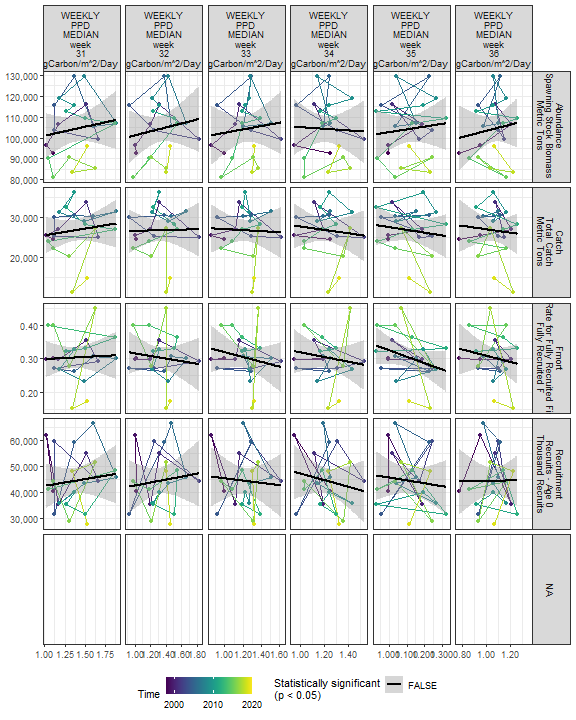 WEEKLY WEEKLY WEEKLY WEEKLY WEEKLY WEEKLY
PPD PPD PPD PPD PPD PPD
MEDIAN MEDIAN MEDIAN MEDIAN MEDIAN MEDIAN
week week week week week week
31 32 33 34 35 36
gCarbon/m^2/Day gCarbon/m^2/Day gCarbon/m^2/Day gCarbon/m^2/Day gCarbon/m^2/Day gCarbon/m^2/Day
130,000
120,000
110,000
100,000
90,000
80,000
Abundance
Spawning Stock Biomass
Metric Tons
30,000
20,000
Catch
Total Catch
Metric Tons
0.40
0.30
0.20
Fmort
Rate for Fully Recruited Fi
Fully Recruited F
60,000
50,000
40,000
30,000
Recruitment
Recruits - Age 0
Thousand Recruits
NA
1.00 1.25 1.50 1.75
1.00 1.20 1.40 1.60 1.80
1.00 1.20 1.40 1.60
1.00 1.20 1.40
1.00 1.10 1.20 1.30
0.80 1.00 1.20
Time
2000 2010 2020
Statistically significant
(p < 0.05)
FALSE